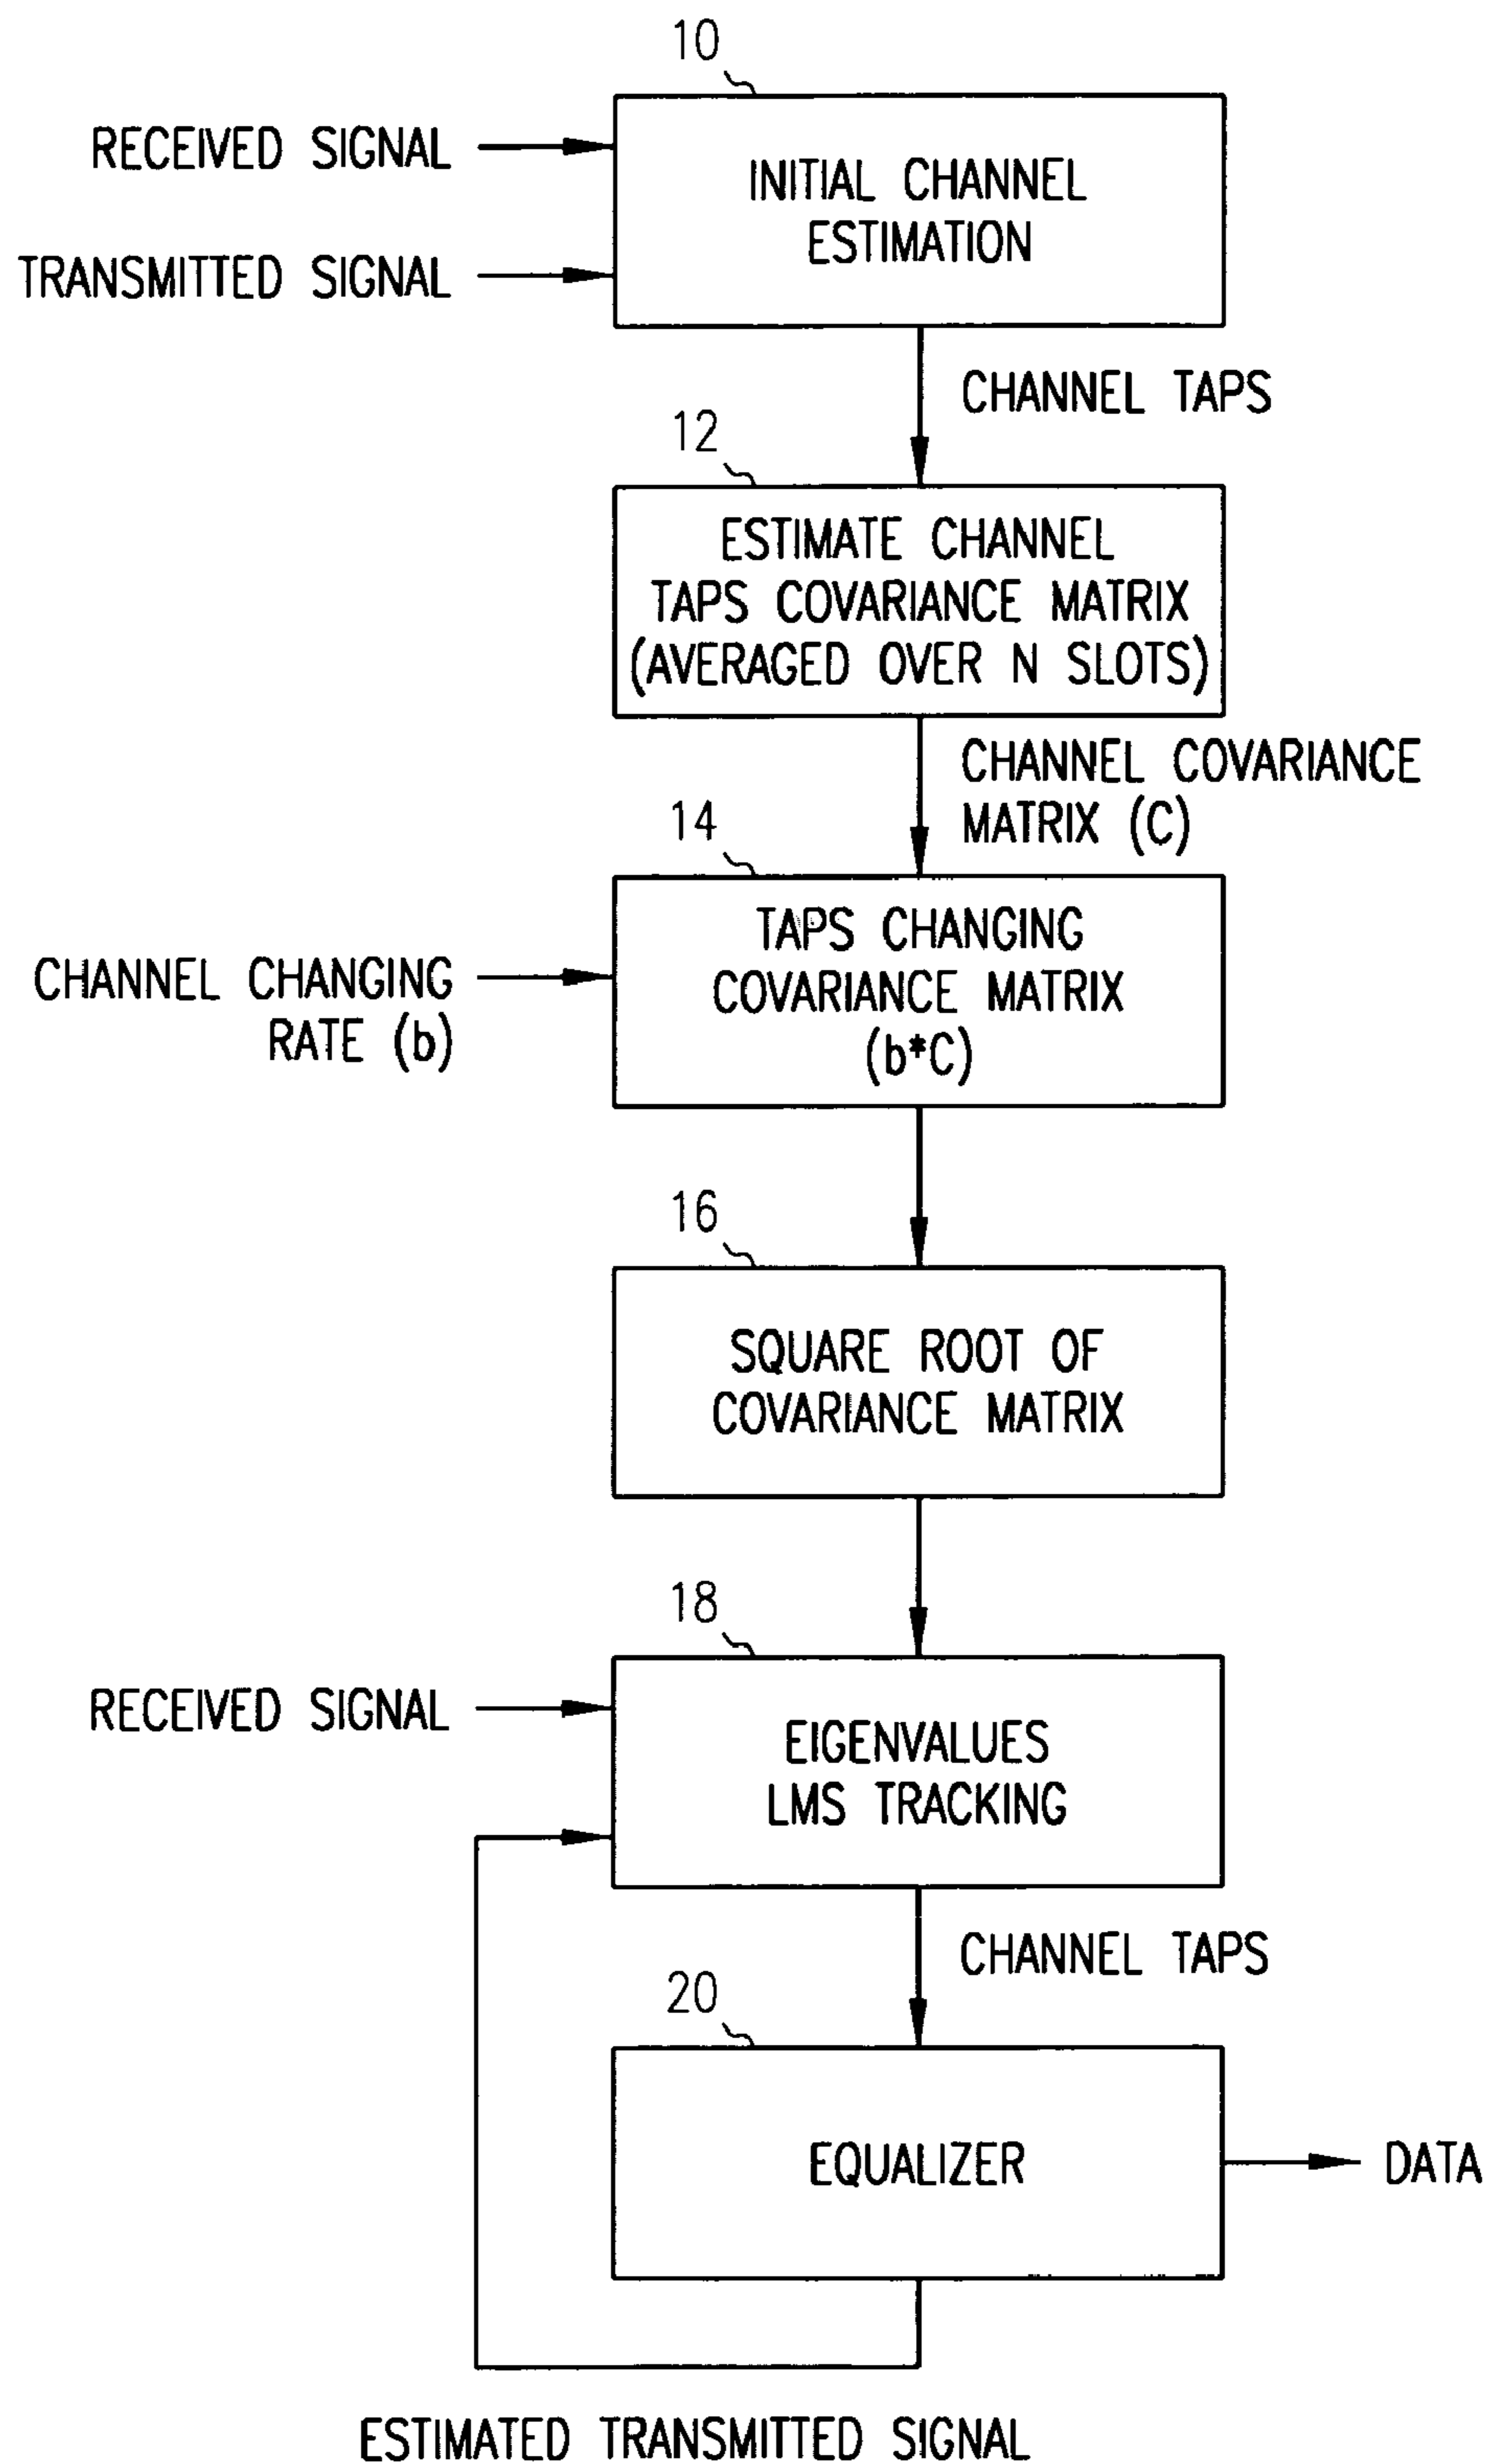 10
RECEIVED SIGNAL
INITIAL CHANNEL
ESTIMATION
TRANSMITTED SIGNAL
CHANNEL TAPS
12
ESTIMATE CHANNEL
TAPS COVARIANCE MATRIX
(AVERAGED OVER N SLOTS)
CHANNEL COVARIANCE
MATRIX (C)
14
TAPS CHANGING
COVARIANCE MATRIX
(b*C)
CHANNEL CHANGING
RATE (b)
16
SQUARE ROOT OF
COVARIANCE MATRIX
18
RECEIVED SIGNAL
EIGENVALUES
LMS TRACKING
CHANNEL TAPS
20
EQUALIZER
DATA
ESTIMATED TRANSMITTED SIGNAL